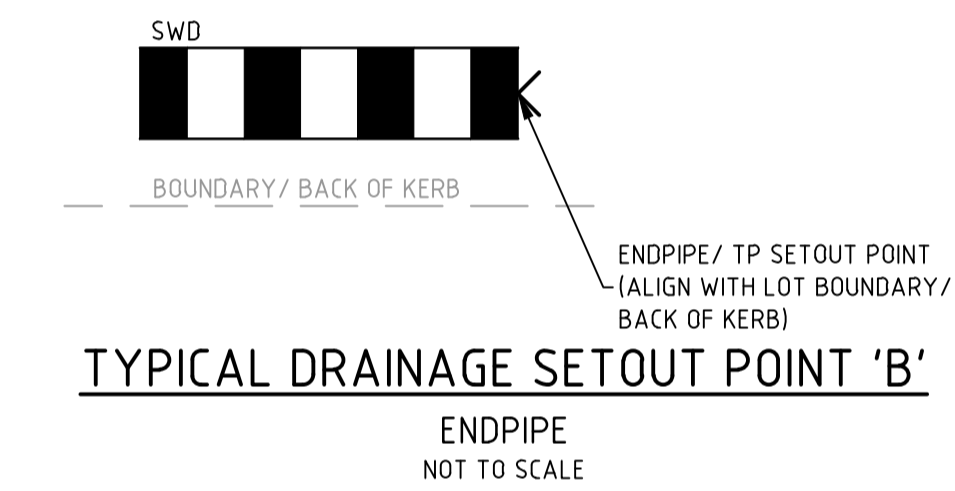 SWD
BOUNDARY/ BACK OF KERB
ENDPIPE/ TP SETOUT POINT
(ALIGN WITH LOT BOUNDARY/
BACK OF KERB)
TYPICAL DRAINAGE SETOUT POINT 'B'
ENDPIPE
NOT TO SCALE